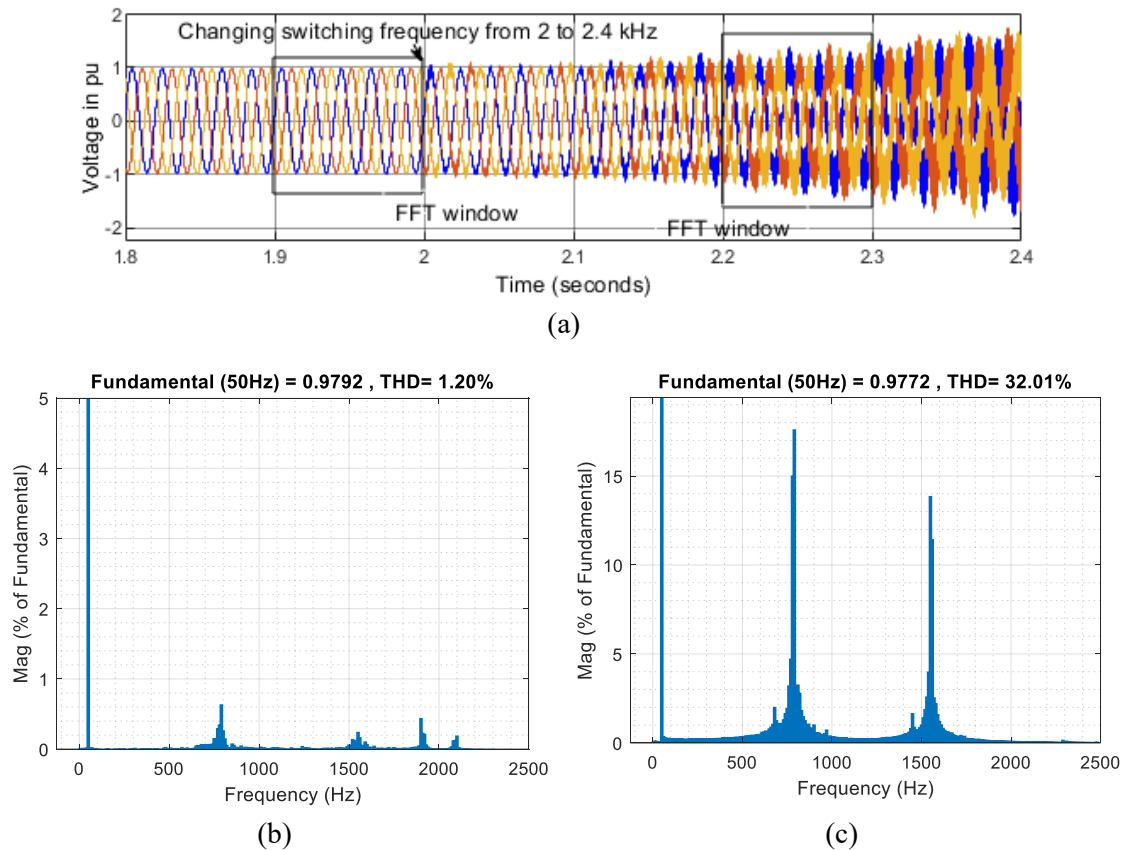 2
Changing switching frequency from 2 to 2.4 kHz
1
0
-1
-2
Voltage in pu
FFT window
FFT window
1.8
1.9
2
2.1
2.2
2.3
2.4
Time (seconds)
(a)
Fundamental (50Hz) = 0.9792 , THD= 1.20%
5
4
3
2
1
0
Mag (% of Fundamental)
0
500
1000
1500
2000
2500
Frequency (Hz)
(b)
Fundamental (50Hz) = 0.9772 , THD= 32.01%
15
10
5
0
Mag (% of Fundamental)
0
500
1000
1500
2000
2500
Frequency (Hz)
(c)